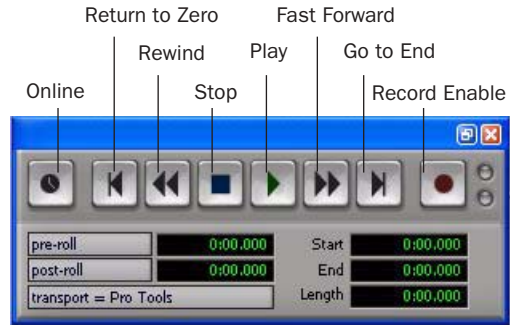 Return to Zero Fast Forward
Rewind Play Go to End
Online Stop Record Enable
pre-roll 0:00.000 Start 0:00.000
post-roll 0:00.000 End 0:00.000
transport = Pro Tools Length 0:00.000